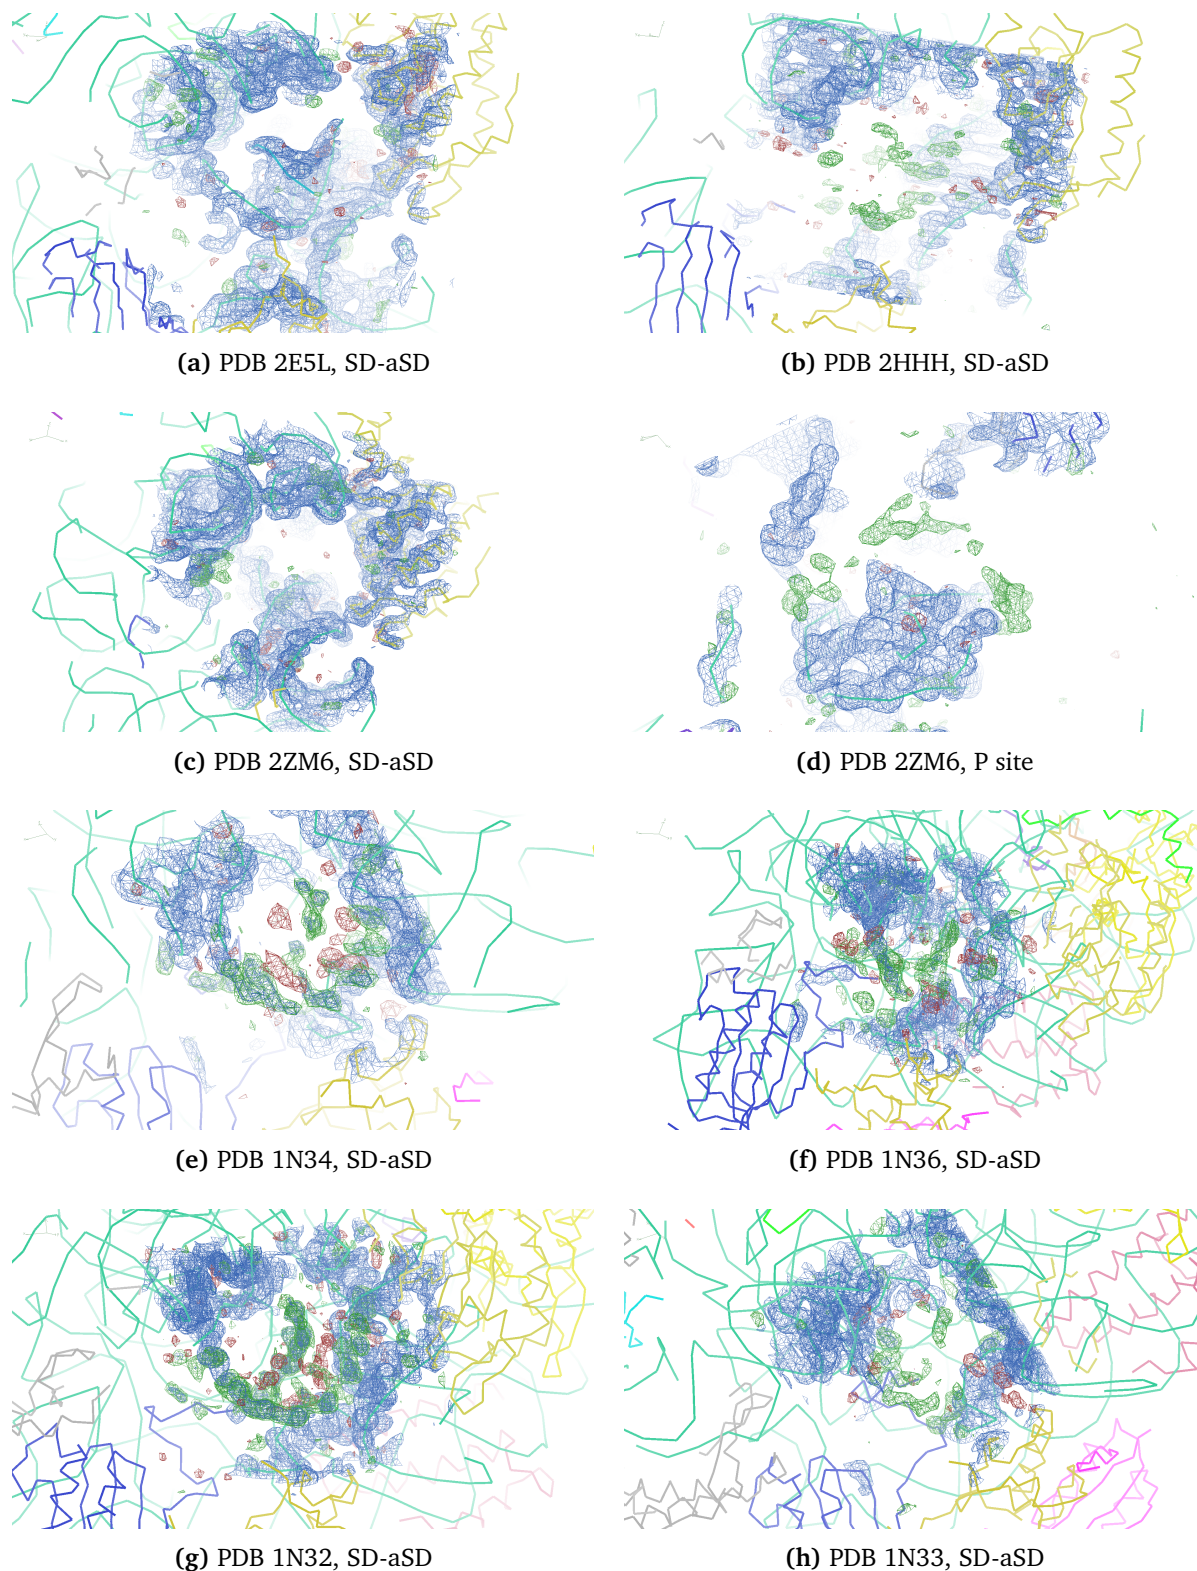 (a) PDB 2E5L, SD-aSD
(b) PDB 2HHH, SD-aSD
(c) PDB 2ZM6, SD-aSD
(d) PDB 2ZM6, P site
(e) PDB 1N34, SD-aSD
(f) PDB 1N36, SD-aSD
(g) PDB 1N32, SD-aSD
(h) PDB 1N33, SD-aSD